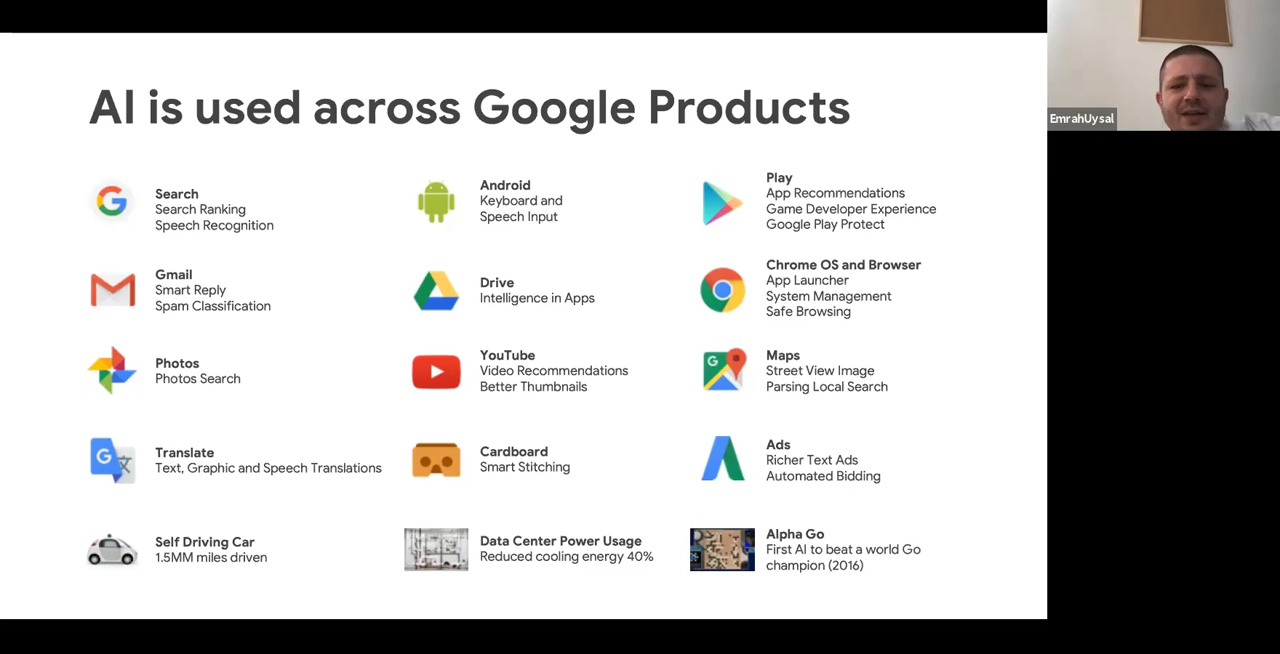 AI is used across Google Products
EmrahUysal
Search
Search Ranking
Speech Recognition
Android
Keyboard and
Speech Input
Play
App Recommendations
Game Developer Experience
Google Play Protect
Gmail
Smart Reply
Spam Classification
Drive
Intelligence in Apps
Chrome OS and Browser
App Launcher
System Management
Safe Browsing
Photos
Photos Search
YouTube
Video Recommendations
Better Thumbnails
G
Maps
Street View Image
Parsing Local Search
G
Translate
Text, Graphic and Speech Translations
Cardboard
Smart Stitching
Ads
Richer Text Ads
Automated Bidding
Self Driving Car
1.5MM miles driven
Data Center Power Usage
Reduced cooling energy 40%
Alpha Go
First AI to beat a world Go
champion (2016)